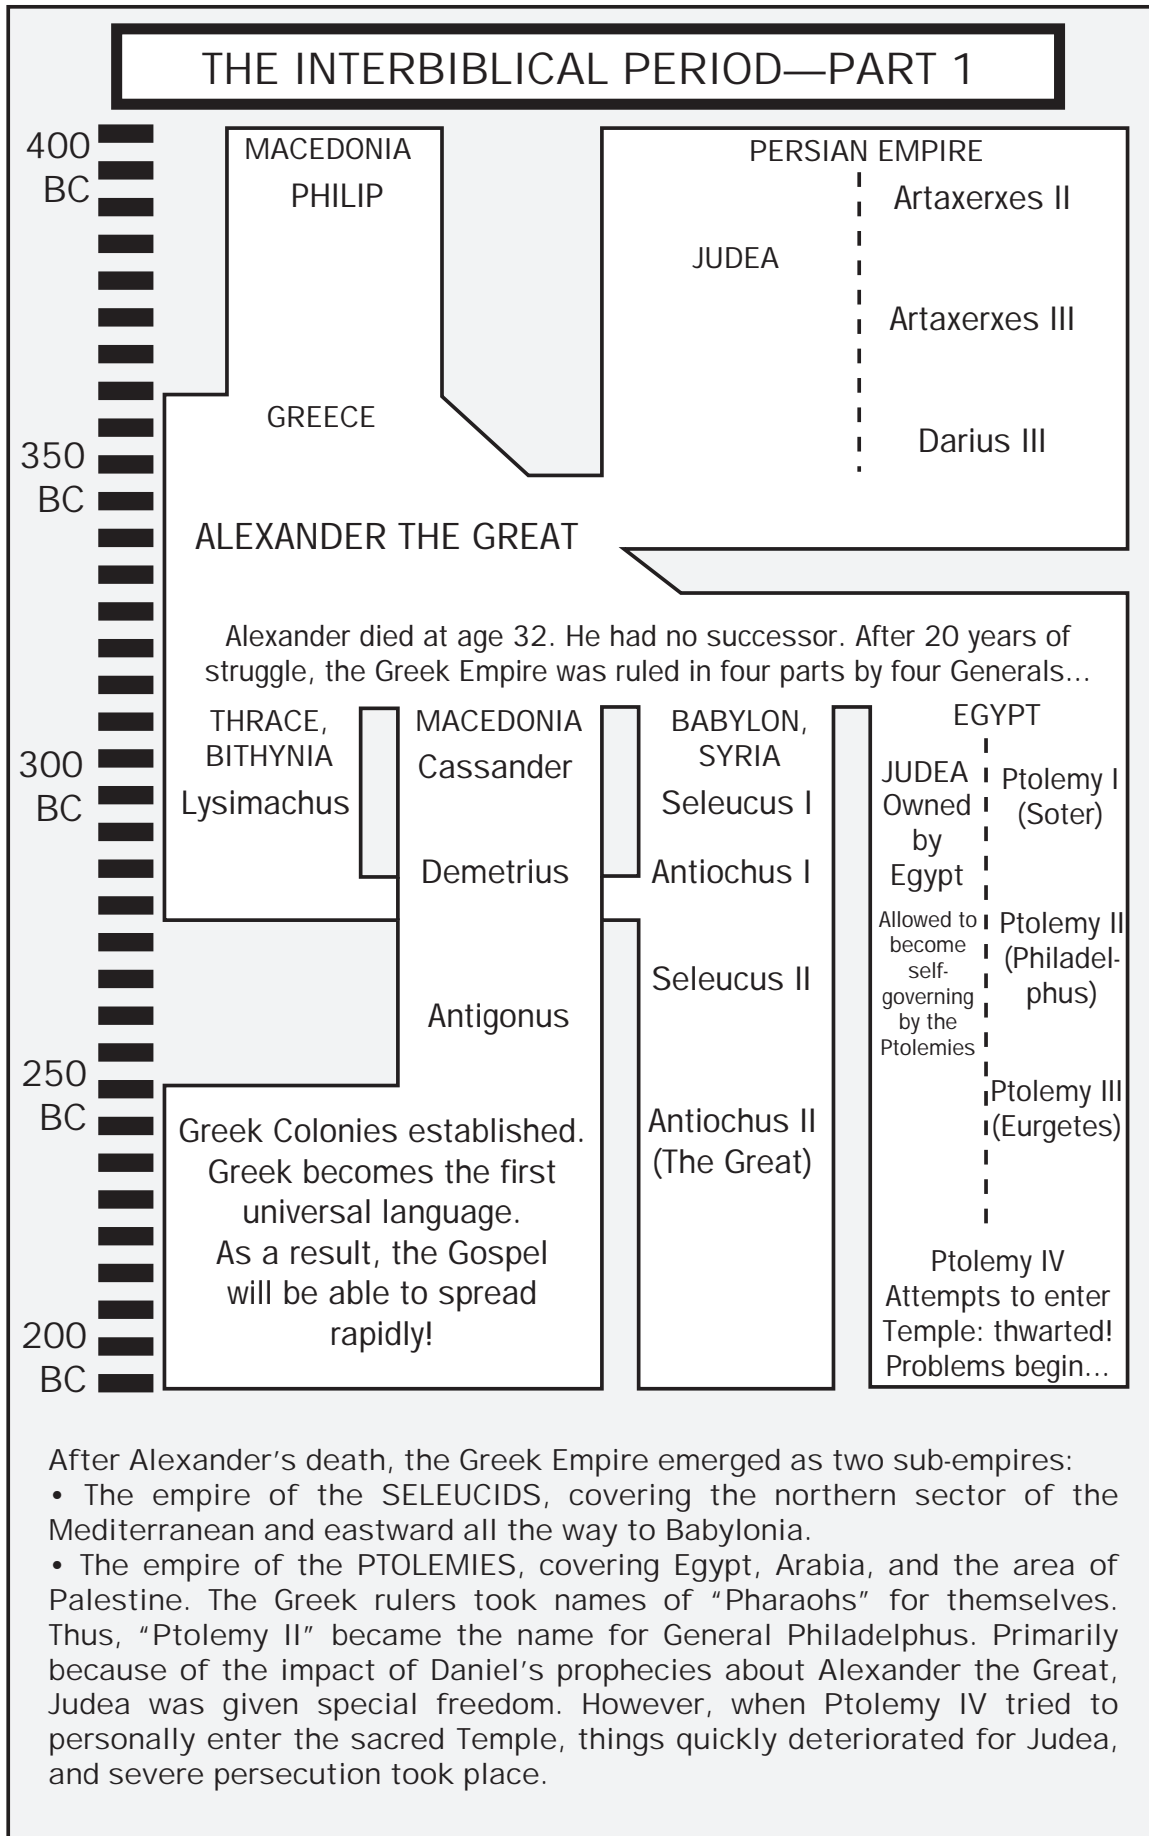 THE INTERBIBLICAL PERIOD—PART 1
400
BC
MACEDONIA
PHILIP
PERSIAN EMPIRE
Artaxerxes II
JUDEA
Artaxerxes III
GREECE
350
BC
Darius III
ALEXANDER THE GREAT
Alexander died at age 32. He had no successor. After 20 years of
struggle, the Greek Empire was ruled in four parts by four Generals...
THRACE,
BITHYNIA
Lysimachus
MACEDONIA
Cassander
Demetrius
Antigonus
BABYLON,
SYRIA
Seleucus I
Antiochus I
Seleucus II
Antiochus II
(The Great)
EGYPT
JUDEA
Owned
by
Egypt
Allowed to
become
self-
governing
by the
Ptolemies
Ptolemy I
(Soter)
Ptolemy II
(Philadel-
phus)
Ptolemy III
(Eurgetes)
Ptolemy IV
Attempts to enter
Temple: thwarted!
Problems begin...
300
BC
250
BC
Greek Colonies established.
Greek becomes the first
universal language.
As a result, the Gospel
will be able to spread
rapidly!
200
BC
After Alexander's death, the Greek Empire emerged as two sub-empires:
• The empire of the SELEUCIDS, covering the northern sector of the
Mediterranean and eastward all the way to Babylonia.
• The empire of the PTOLEMIES, covering Egypt, Arabia, and the area of
Palestine. The Greek rulers took names of "Pharaohs" for themselves.
Thus, "Ptolemy II" became the name for General Philadelphus. Primarily
because of the impact of Daniel's prophecies about Alexander the Great,
Judea was given special freedom. However, when Ptolemy IV tried to
personally enter the sacred Temple, things quickly deteriorated for Judea,
and severe persecution took place.